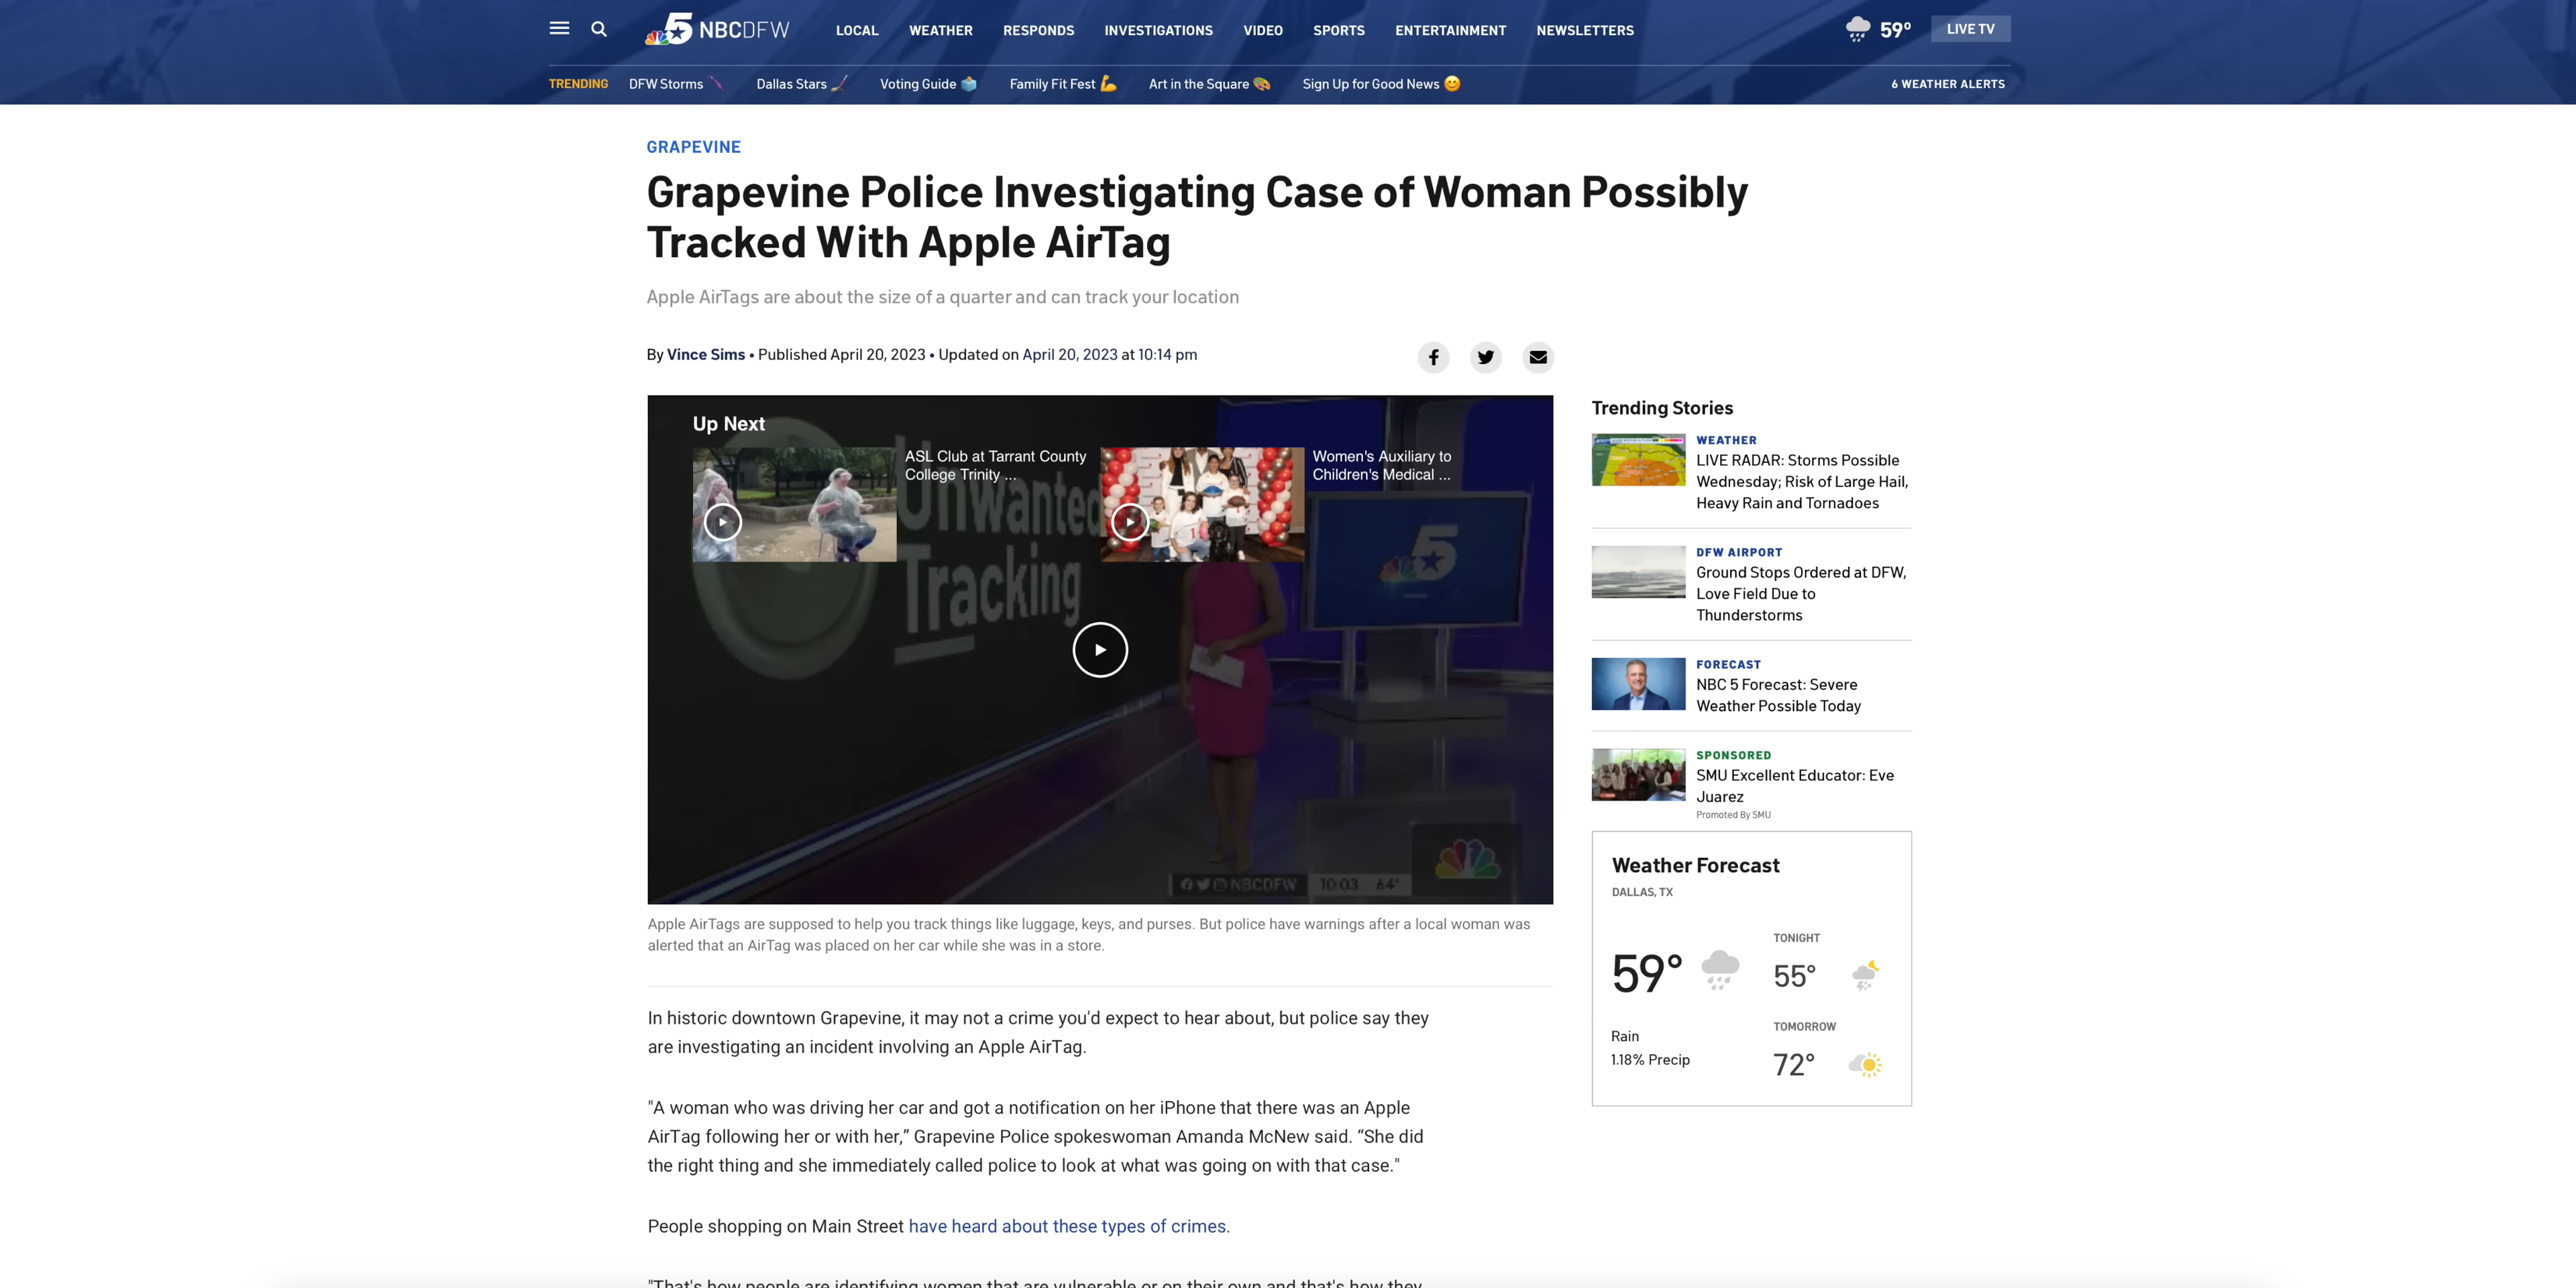 5 NBCDFW
LOCAL
WEATHER
RESPONDS
INVESTIGATIONS
VIDEO
SPORTS
ENTERTAINMENT
NEWSLETTERS
59º
LIVE TV
TRENDING
DFW Storms
Dallas Stars
Voting Guide
Family Fit Fest
Art in the Square
Sign Up for Good News
6 WEATHER ALERTS
GRAPEVINE
Grapevine Police Investigating Case of Woman Possibly
Tracked With Apple AirTag
Apple AirTags are about the size of a quarter and can track your location
By Vince Sims • Published April 20, 2023 • Updated on April 20, 2023 at 10:14 pm
Up Next
ASL Club at Tarrant County
College Trinity ...
Women's Auxiliary to
Children's Medical ...
Unwanted
Tracking
5
NBCDFW 10:03 64°
Apple AirTags are supposed to help you track things like luggage, keys, and purses. But police have warnings after a local woman was
alerted that an AirTag was placed on her car while she was in a store.
In historic downtown Grapevine, it may not a crime you'd expect to hear about, but police say they
are investigating an incident involving an Apple AirTag.
"A woman who was driving her car and got a notification on her iPhone that there was an Apple
AirTag following her or with her,” Grapevine Police spokeswoman Amanda McNew said. “She did
the right thing and she immediately called police to look at what was going on with that case."
People shopping on Main Street have heard about these types of crimes.
"That's how people are identifying women that are vulnerable or on their own and that's how they
Trending Stories
WEATHER
LIVE RADAR: Storms Possible
Wednesday; Risk of Large Hail,
Heavy Rain and Tornadoes
DFW AIRPORT
Ground Stops Ordered at DFW,
Love Field Due to
Thunderstorms
FORECAST
NBC 5 Forecast: Severe
Weather Possible Today
SPONSORED
SMU Excellent Educator: Eve
Juarez
Promoted By SMU
Weather Forecast
DALLAS, TX
59°
Rain
1.18% Precip
TONIGHT
55°
TOMORROW
72°